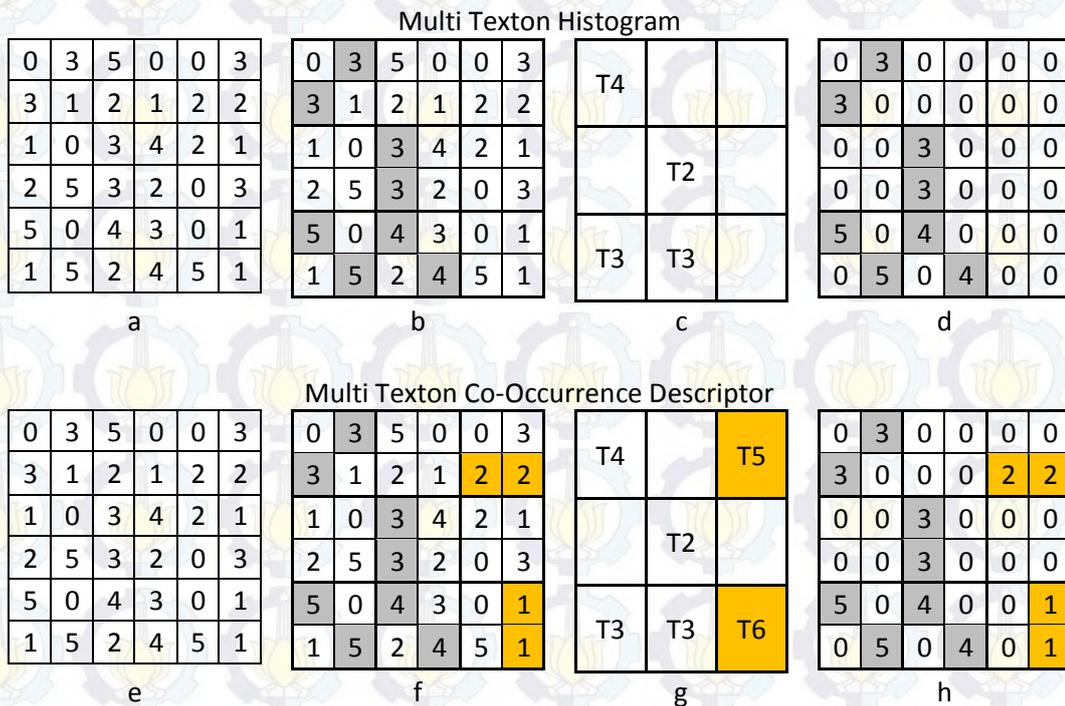 Multi Texton Histogram
0 3 5 0 0 3 0 3 5 0 0 3 T4 0 3 0 0 0 0
3 1 2 1 2 2 3 1 2 1 2 2 3 0 0 0 0 0
1 0 3 4 2 1 1 0 3 4 2 1 T2 0 0 3 0 0 0
2 5 3 2 0 3 2 5 3 2 0 3 0 0 3 0 0 0
5 0 4 3 0 1 5 0 4 3 0 1 T3 T3 5 0 4 0 0 0
1 5 2 4 5 1 1 5 2 4 5 1 0 5 0 4 0 0
a b c d
Multi Texton Co-Occurrence Descriptor
0 3 5 0 0 3 0 3 5 0 0 3 T4 T5 0 3 0 0 0 0
3 1 2 1 2 2 3 1 2 1 2 2 3 0 0 0 2 2
1 0 3 4 2 1 1 0 3 4 2 1 T2 0 0 3 0 0 0
2 5 3 2 0 3 2 5 3 2 0 3 0 0 3 0 0 0
5 0 4 3 0 1 5 0 4 3 0 1 T3 T3 T6 5 0 4 0 0 1
1 5 2 4 5 1 1 5 2 4 5 1 0 5 0 4 0 1
e f g h